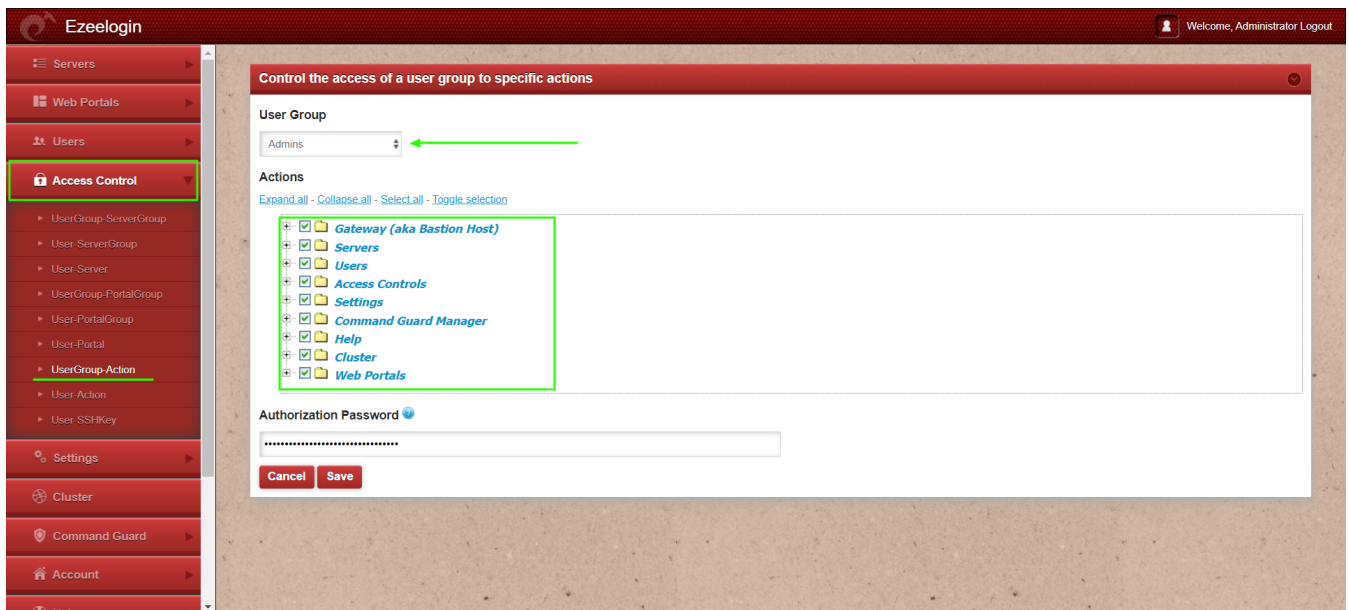 Ezeelogin
Welcome, Administrator Logout
Servers
Web Portals
Users
Access Control
UserGroup-ServerGroup
User-ServerGroup
User-Server
UserGroup-PortalGroup
User-PortalGroup
User-Portal
UserGroup-Action
User-Action
User-SSHKey
Settings
Cluster
Command Guard
Account
Control the access of a user group to specific actions
User Group
Admins
Actions
Expand all - Collapse all - Select all - Toggle selection
Gateway (aka Bastion Host)
Servers
Users
Access Controls
Settings
Command Guard Manager
Help
Cluster
Web Portals
Authorization Password
Cancel Save